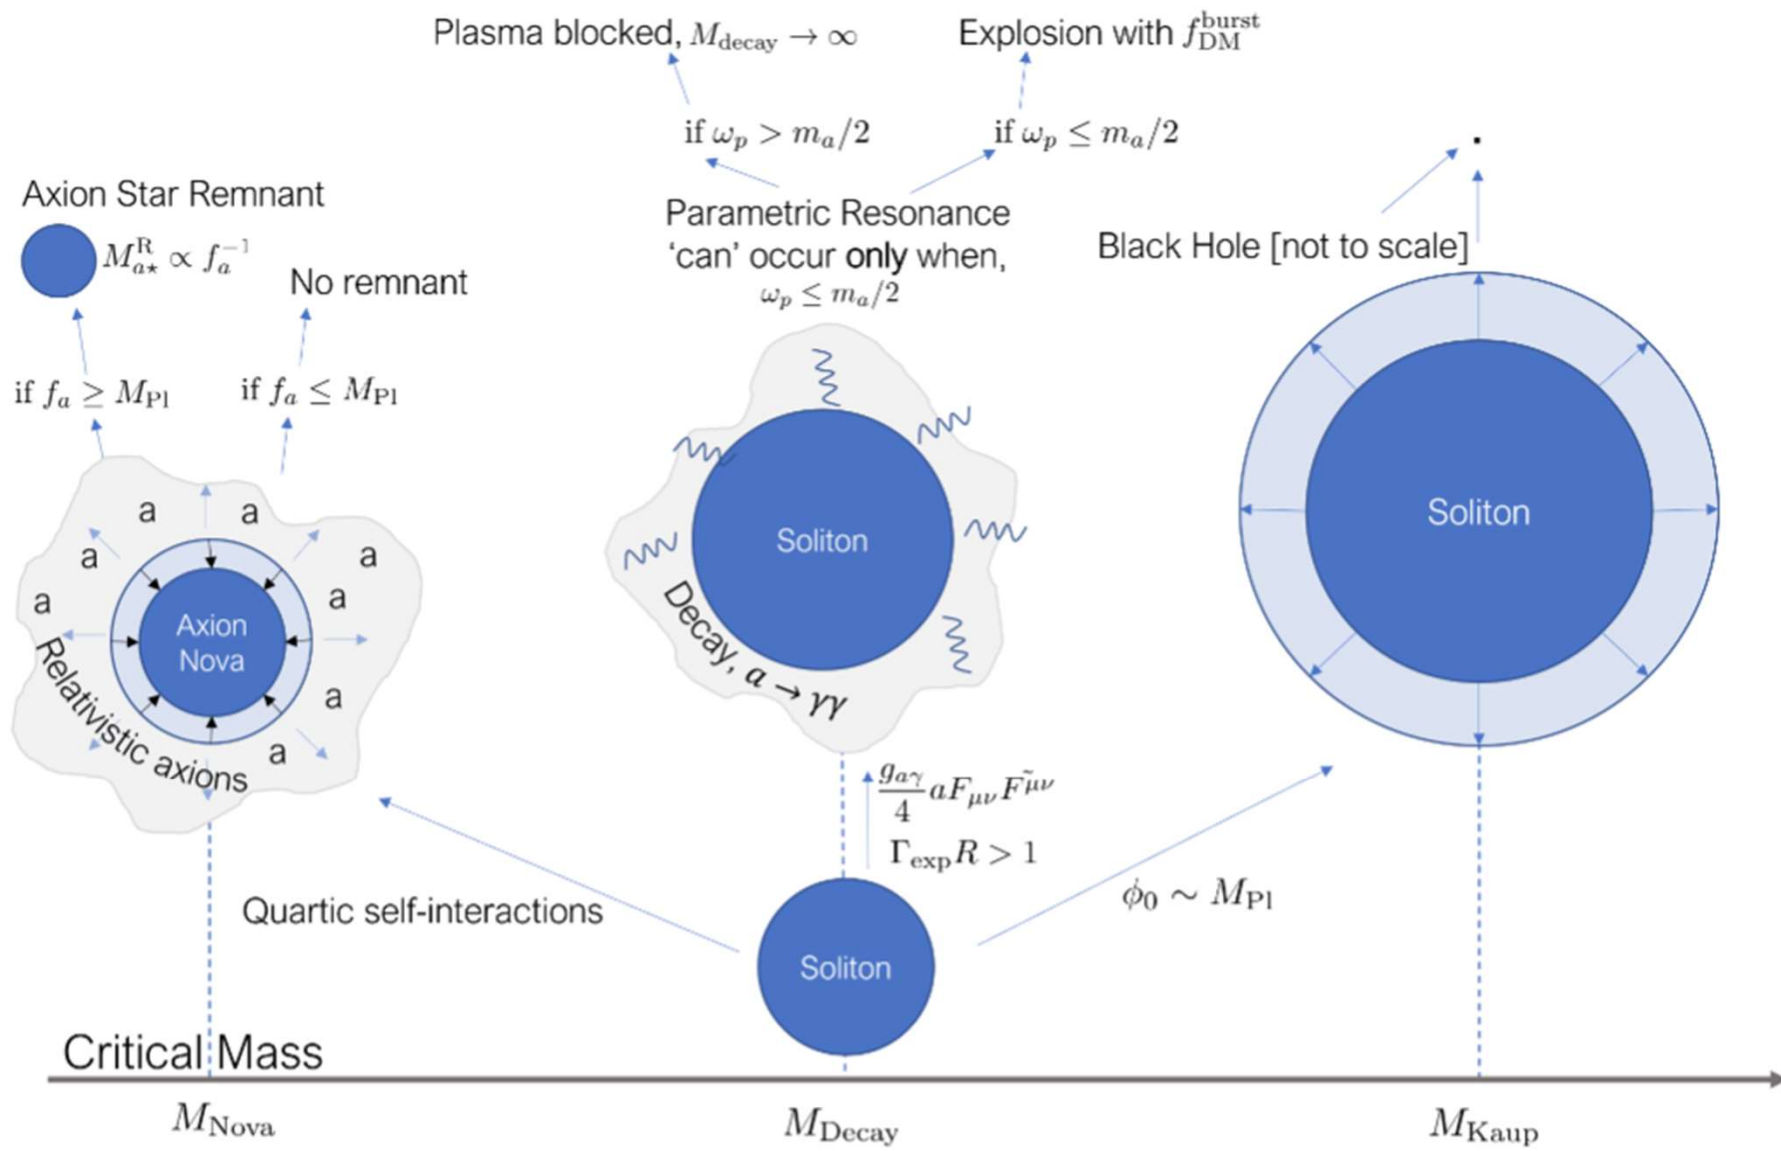 Plasma blocked, M_decay → ∞
Explosion with f_DM^burst
if ω_p > m_a/2
if ω_p ≤ m_a/2
Parametric Resonance
‘can’ occur only when,
ω_p ≤ m_a/2
Axion Star Remnant
M_a⋆^R ∝ f_a^-1
No remnant
if f_a ≥ M_Pl
if f_a ≤ M_Pl
Black Hole [not to scale]
a
a
a
a
a
a
a
a
Axion
Nova
Relativistic axions
Soliton
Decay, a → γγ
Soliton
g_aγ/4 aF_μν F̃^μν
Γ_exp R > 1
Quartic self-interactions
ϕ_0 ∼ M_Pl
Soliton
Critical Mass
M_Nova
M_Decay
M_Kaup